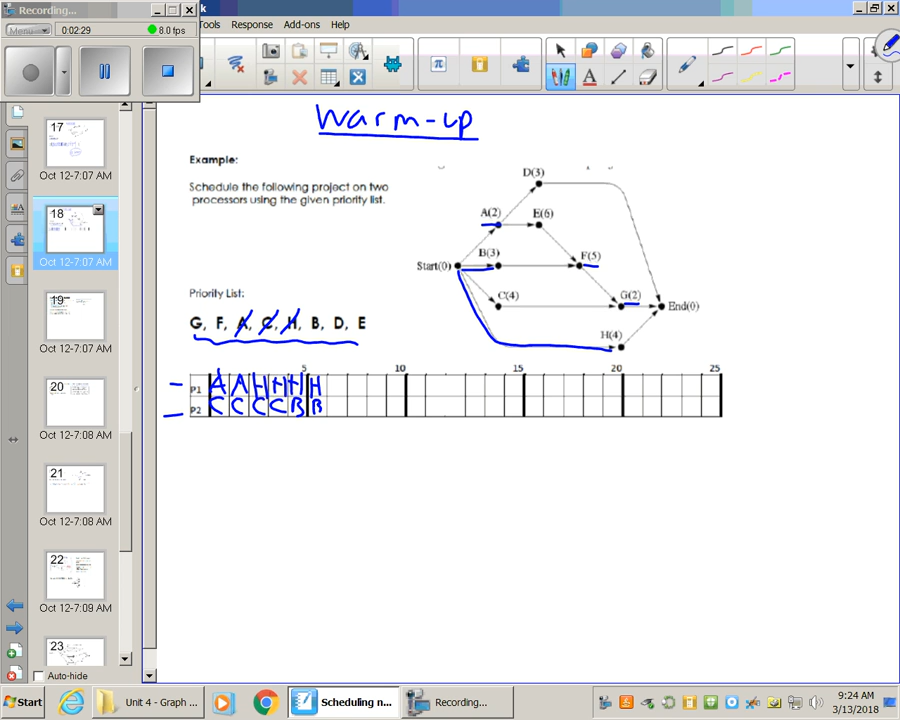 Recording...
k
Menu
0:02:29
8.0 fps
Tools Response Add-ons Help
17
Oct 12-7:07 AM
18
Oct 12-7:07 AM
19
Oct 12-7:08 AM
20
Oct 12-7:08 AM
21
Oct 12-7:08 AM
22
Oct 12-7:09 AM
23
Auto-hide
Warm-up
Example:
Schedule the following project on two
processors using the given priority list.
Priority List:
G, F, A, C, H, B, D, E
D(3)
A(2) E(6)
B(3) F(5)
Start(0)
C(4) G(2) End(0)
H(4)
5 10 15 20 25
P1 A A H H H H
P2 C C C C B B
Start
Unit 4 - Graph ...
Scheduling n...
Recording...
9:24 AM
3/13/2018